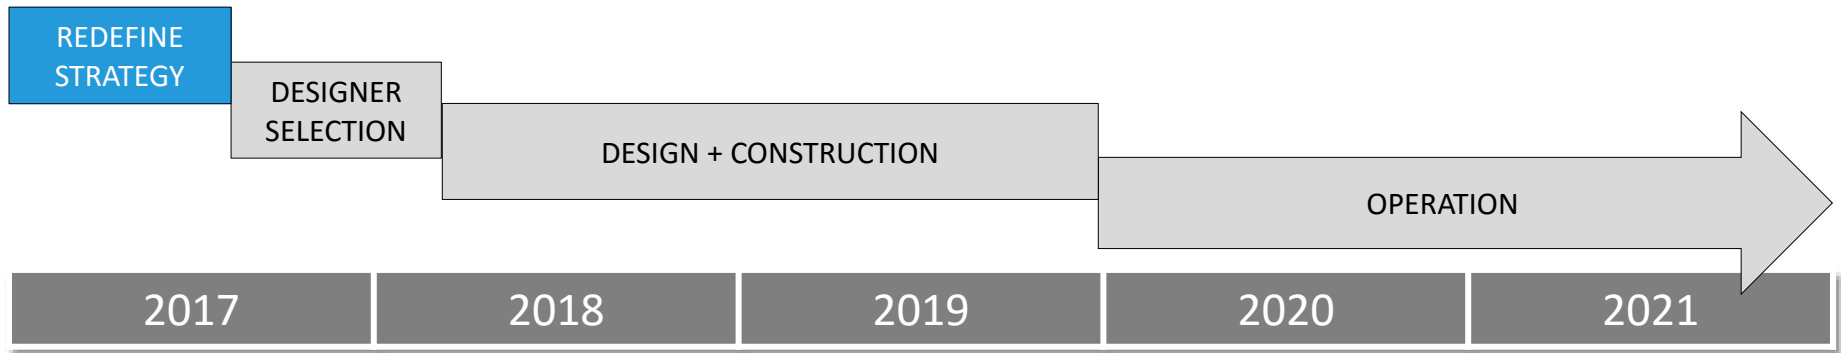 REDEFINE
STRATEGY
DESIGNER
SELECTION
DESIGN + CONSTRUCTION
OPERATION
2017
2018
2019
2020
2021